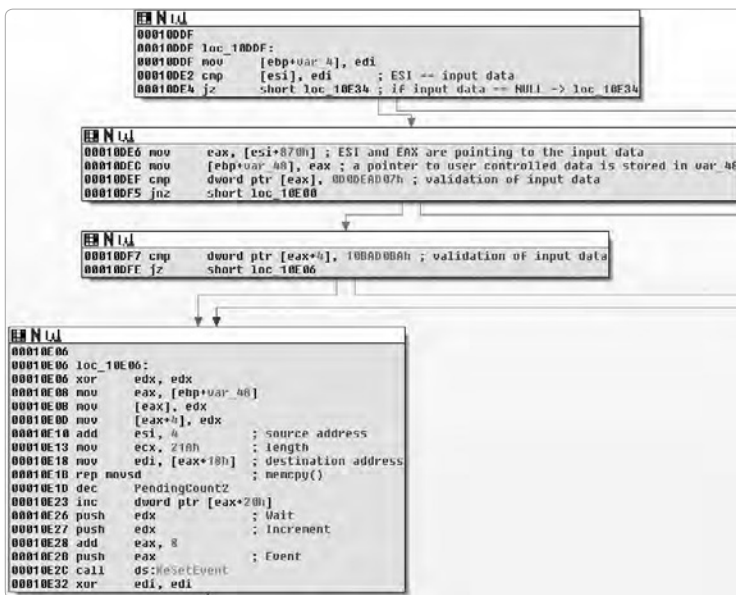 00010DDF
00010DDF loc_10DDF:
00010DDF mov [ebp+var_4], edi
00010DE2 cmp [esi], edi ; ESI -- input data
00010DE4 jz short loc_10E34 ; if input data -- NULL -> loc_10E34
00010DE6 mov eax, [esi+870h] ; ESI and EAX are pointing to the input data
00010DEC mov [ebp+var_48], eax ; a pointer to user controlled data is stored in var_48
00010DEF cmp dword ptr [eax], 0D0DEAD07h ; validation of input data
00010DF5 jnz short loc_10E00
00010DF7 cmp dword ptr [eax+4], 10BAD0BAh ; validation of input data
00010DFE jz short loc_10E06
00010E06
00010E06 loc_10E06:
00010E06 xor edx, edx
00010E08 mov eax, [ebp+var_48]
00010E0B mov [eax], edx
00010E0D mov [eax+4], edx
00010E10 add esi, 4 ; source address
00010E13 mov ecx, 21Ah ; length
00010E18 mov edi, [eax+18h] ; destination address
00010E1B rep movsd ; memcpy()
00010E1D dec PendingCount2
00010E23 inc dword ptr [eax+20h]
00010E26 push edx ; Wait
00010E27 push edx ; Increment
00010E28 add eax, 8
00010E2B push eax ; Event
00010E2C call ds:KeSetEvent
00010E32 xor edi, edi